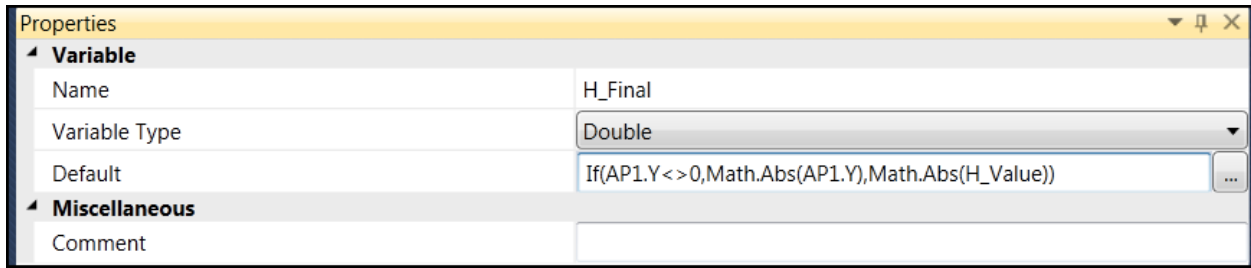 Properties
Variable
Name H_Final
Variable Type Double
Default If(AP1.Y<>0,Math.Abs(AP1.Y),Math.Abs(H_Value)) ...
Miscellaneous
Comment